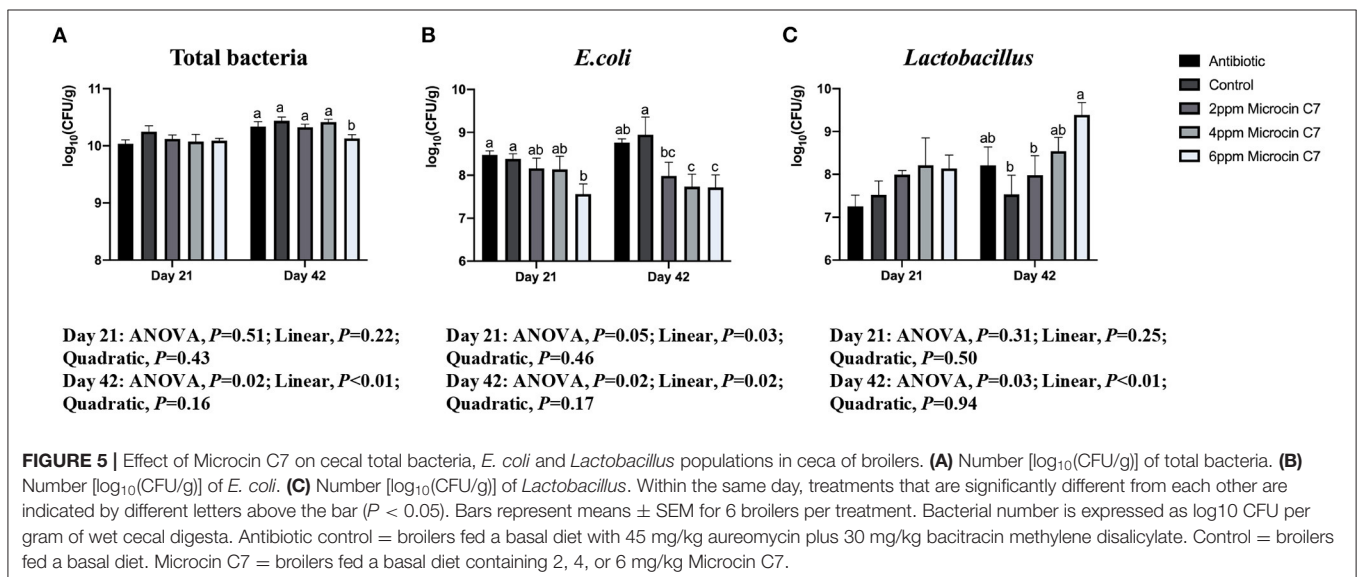 A
Total bacteria
log10(CFU/g)
11
10
9
8
a a a a b
Day 21 Day 42
Day 21: ANOVA, P=0.51; Linear, P=0.22;
Quadratic, P=0.43
Day 42: ANOVA, P=0.02; Linear, P<0.01;
Quadratic, P=0.16
B
E.coli
log10(CFU/g)
10
9
8
7
6
a a ab ab b ab a bc c c
Day 21 Day 42
Day 21: ANOVA, P=0.05; Linear, P=0.03;
Quadratic, P=0.46
Day 42: ANOVA, P=0.02; Linear, P=0.02;
Quadratic, P=0.17
C
Lactobacillus
log10(CFU/g)
10
9
8
7
6
ab b b ab a
Day 21 Day 42
Day 21: ANOVA, P=0.31; Linear, P=0.25;
Quadratic, P=0.50
Day 42: ANOVA, P=0.03; Linear, P<0.01;
Quadratic, P=0.94
Antibiotic
Control
2ppm Microcin C7
4ppm Microcin C7
6ppm Microcin C7
FIGURE 5 | Effect of Microcin C7 on cecal total bacteria, E. coli and Lactobacillus populations in ceca of broilers. (A) Number [log10(CFU/g)] of total bacteria. (B)
Number [log10(CFU/g)] of E. coli. (C) Number [log10(CFU/g)] of Lactobacillus. Within the same day, treatments that are significantly different from each other are
indicated by different letters above the bar (P < 0.05). Bars represent means ± SEM for 6 broilers per treatment. Bacterial number is expressed as log10 CFU per
gram of wet cecal digesta. Antibiotic control = broilers fed a basal diet with 45 mg/kg aureomycin plus 30 mg/kg bacitracin methylene disalicylate. Control = broilers
fed a basal diet. Microcin C7 = broilers fed a basal diet containing 2, 4, or 6 mg/kg Microcin C7.